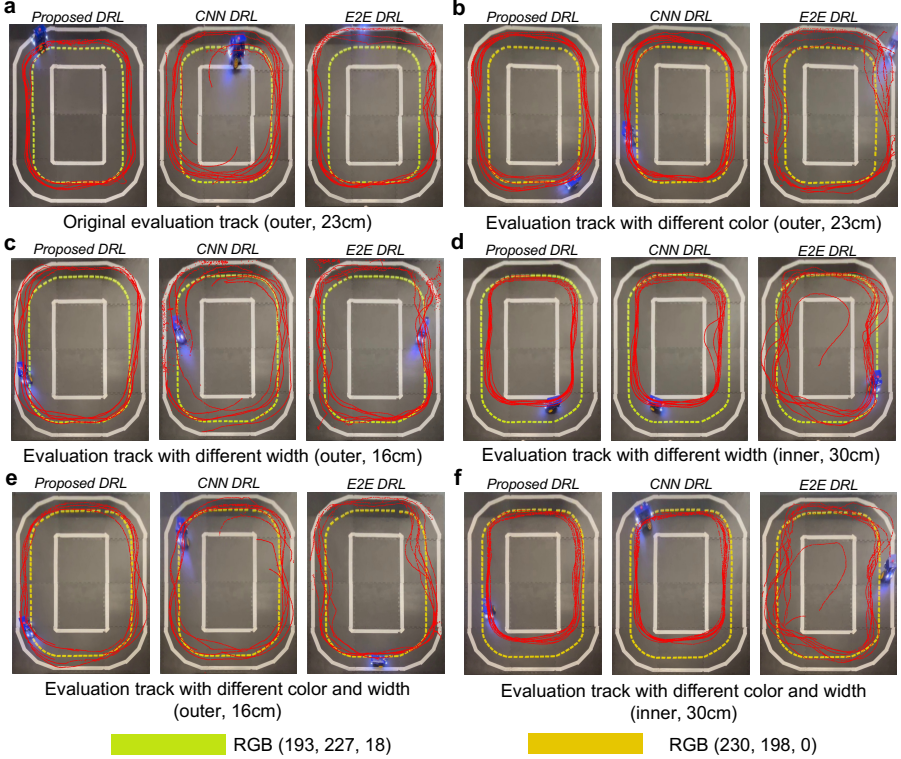 a
Proposed DRL
CNN DRL
E2E DRL
Original evaluation track (outer, 23cm)
b
Proposed DRL
CNN DRL
E2E DRL
Evaluation track with different color (outer, 23cm)
c
Proposed DRL
CNN DRL
E2E DRL
Evaluation track with different width (outer, 16cm)
d
Proposed DRL
CNN DRL
E2E DRL
Evaluation track with different width (inner, 30cm)
e
Proposed DRL
CNN DRL
E2E DRL
Evaluation track with different color and width
(outer, 16cm)
f
Proposed DRL
CNN DRL
E2E DRL
Evaluation track with different color and width
(inner, 30cm)
RGB (193, 227, 18)
RGB (230, 198, 0)